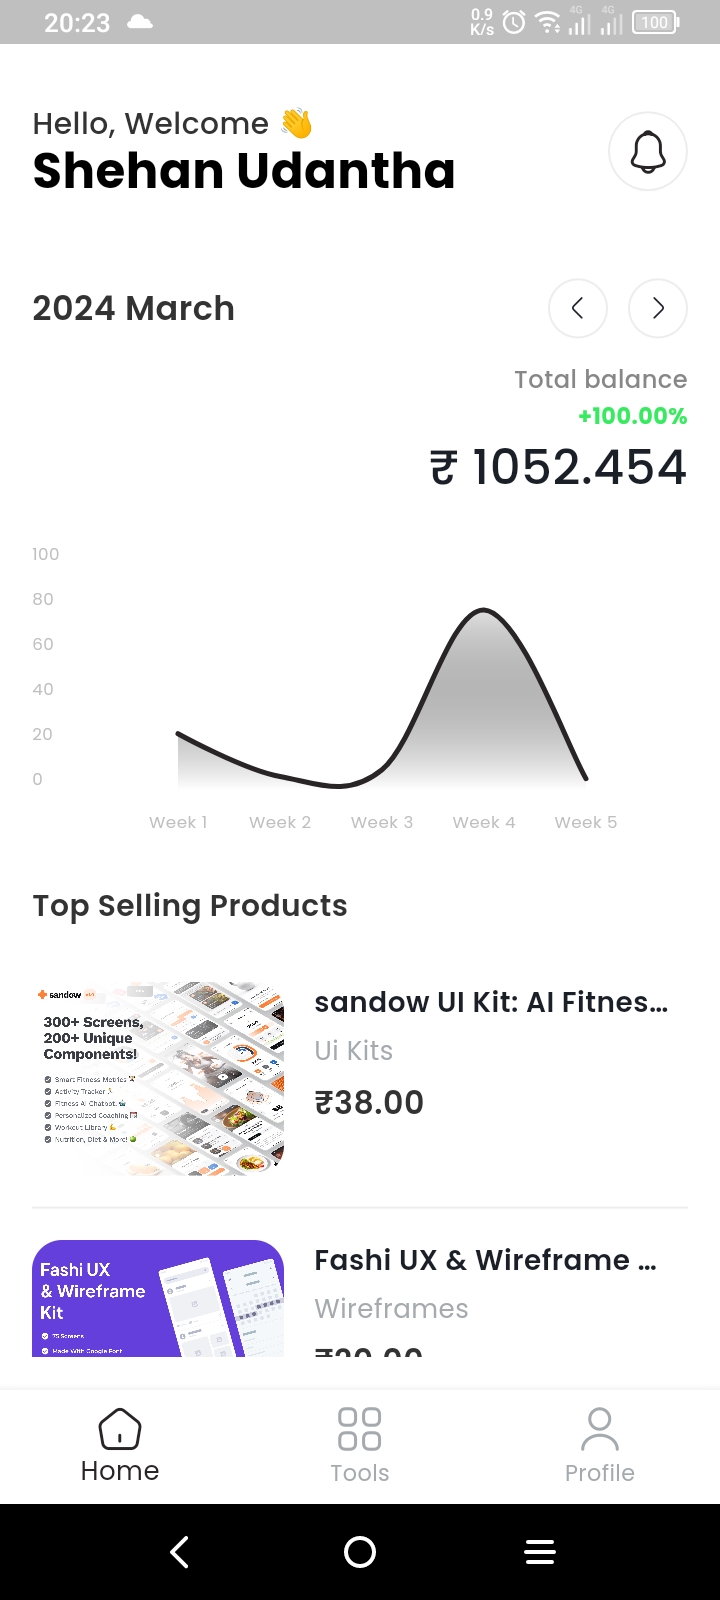 20:23
0.9
K/s
4G
4G
100
Hello, Welcome 👋
Shehan Udantha
2024 March
Total balance
+100.00%
₹ 1052.454
100
80
60
40
20
0
Week 1
Week 2
Week 3
Week 4
Week 5
Top Selling Products
sandow
300+ Screens,
200+ Unique
Components!
Smart Fitness Metrics
Activity Tracker
Fitness AI Chatbot
Personalized Coaching
Workout Library
Nutrition, Diet & More!
sandow UI Kit: AI Fitnes...
Ui Kits
₹38.00
Fashi UX
& Wireframe
Kit
75 Screens
Made With Google Font
Fashi UX & Wireframe ...
Wireframes
Home
Tools
Profile